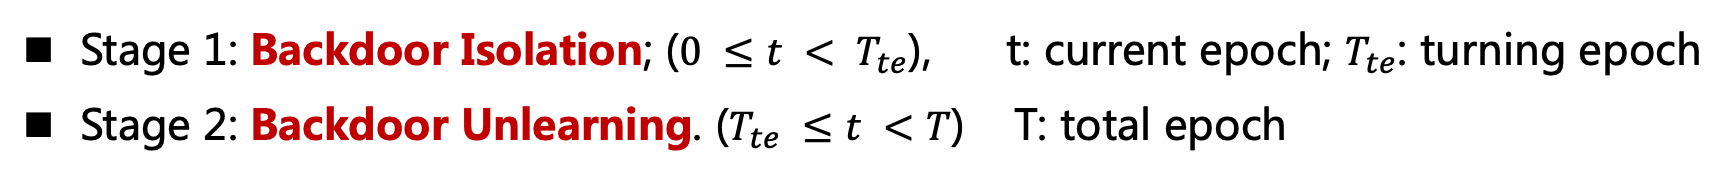 ■ Stage 1: Backdoor Isolation; (0 ≤ t < T_te), t: current epoch; T_te: turning epoch
■ Stage 2: Backdoor Unlearning. (T_te ≤ t < T) T: total epoch